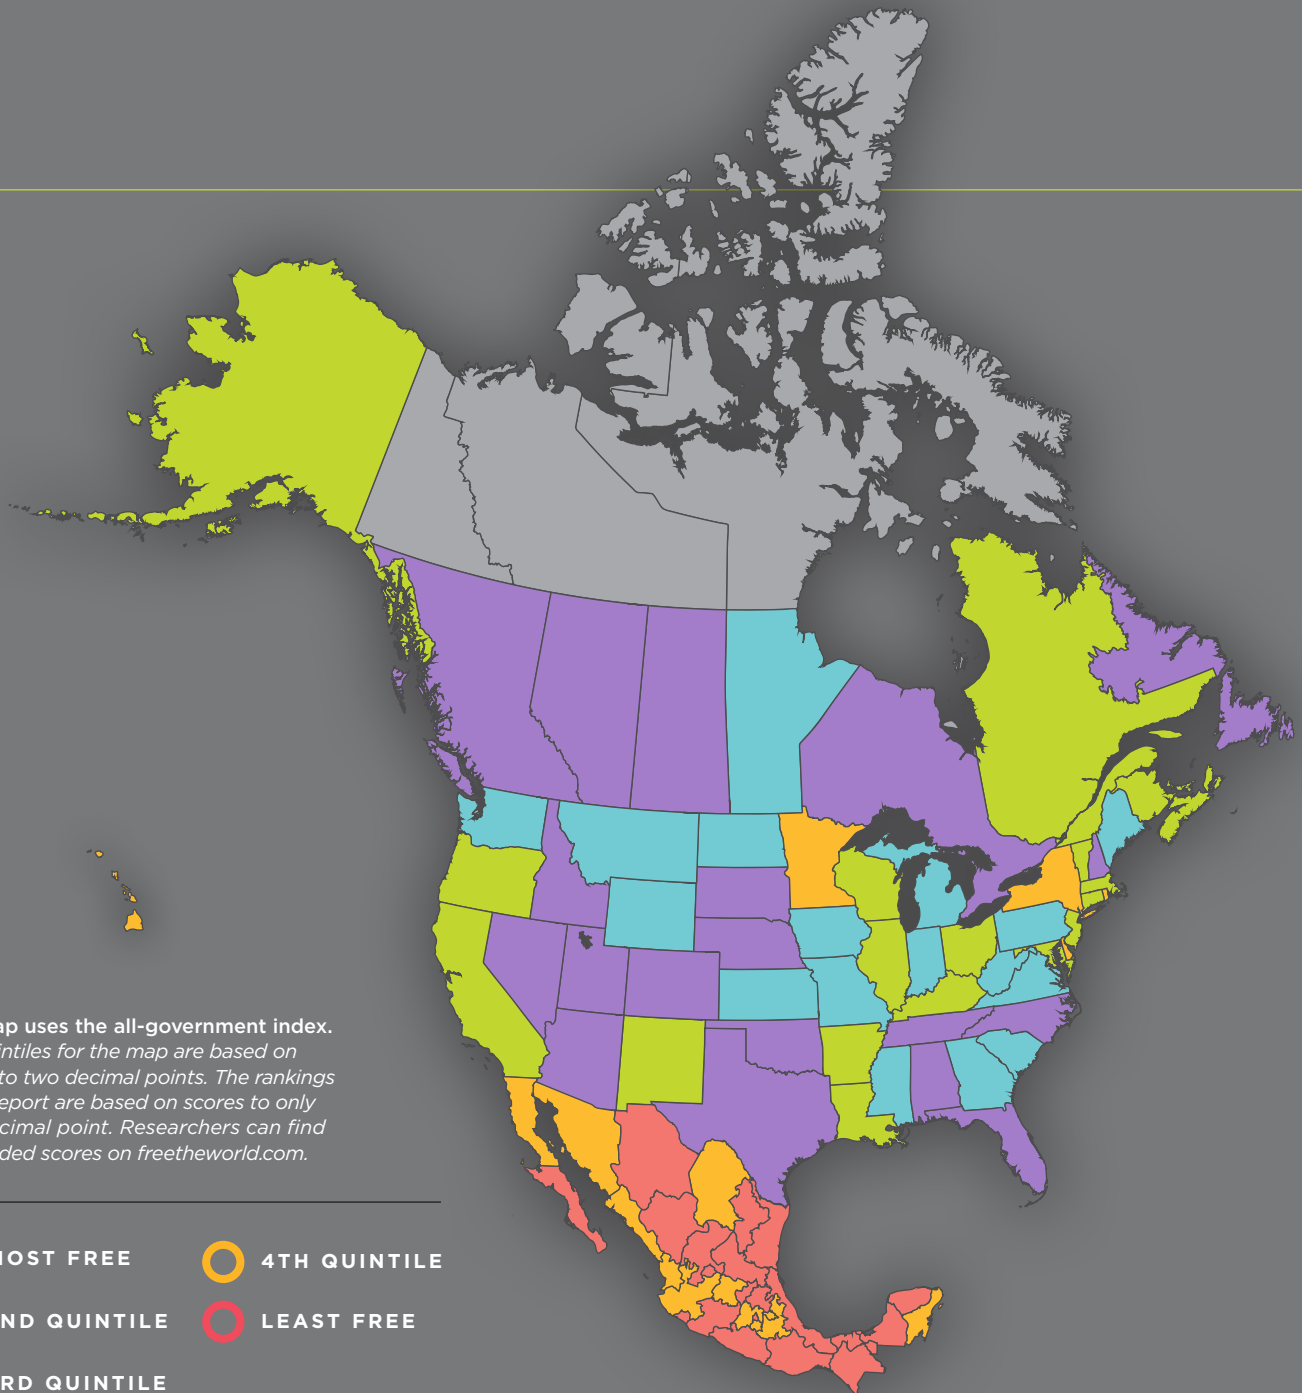 ap uses the all-government index.
intiles for the map are based on
to two decimal points. The rankings
eport are based on scores to only
cimal point. Researchers can find
ded scores on freetheworld.com.
OST FREE
4TH QUINTILE
ND QUINTILE
LEAST FREE
RD QUINTILE